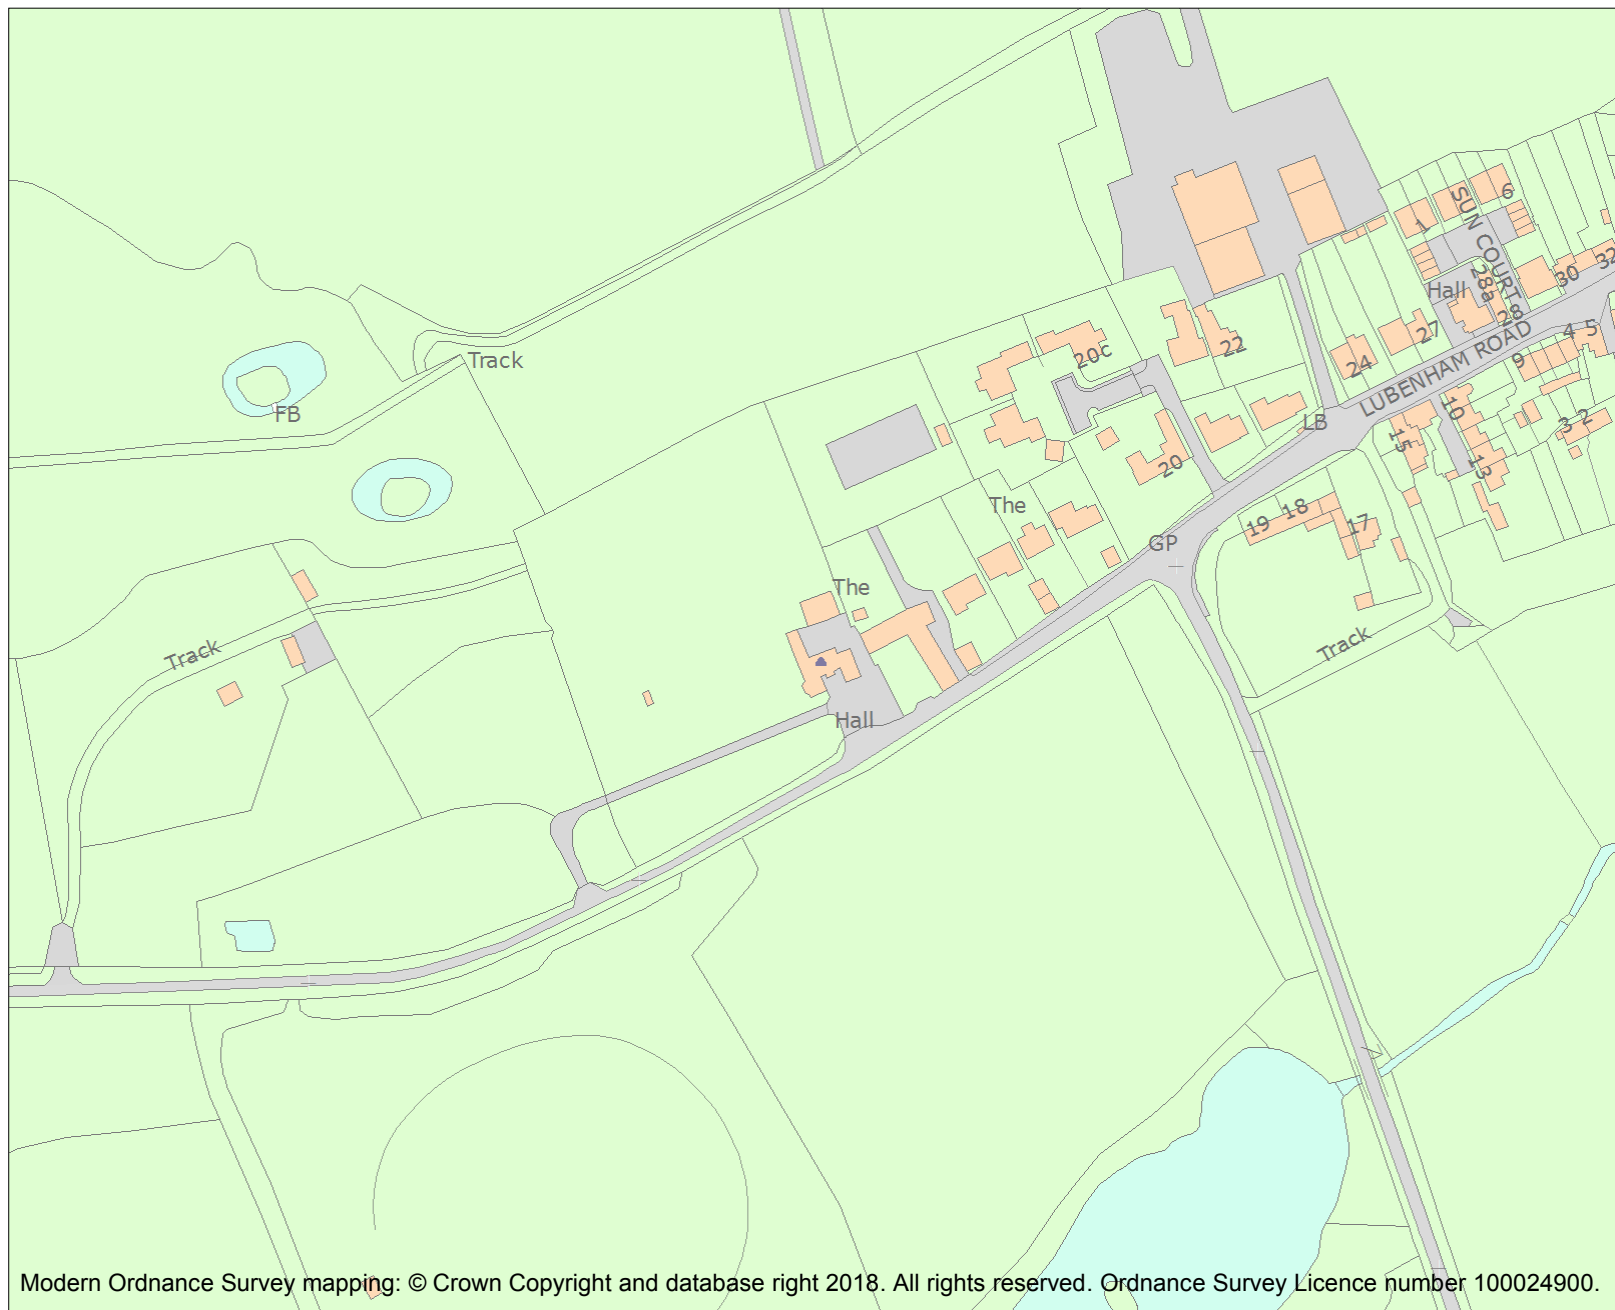 6
SUN COURT
1
32
30
28a
Hall
28
27
4 5
LUBENHAM ROAD
9
22
20c
24
Track
FB
10
LB
3 2
15
13
20
The
19 18
17
GP
The
Track
Track
Hall
Modern Ordnance Survey mapping: © Crown Copyright and database right 2018. All rights reserved. Ordnance Survey Licence number 100024900.